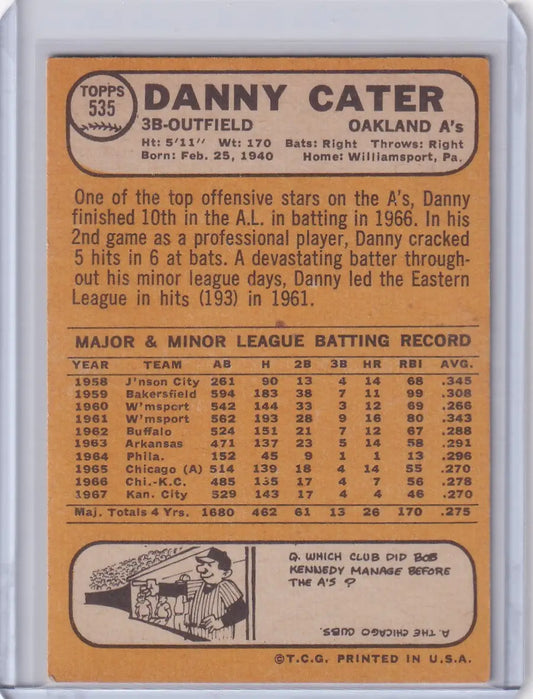 TOPPS
535
DANNY CATER
3B-OUTFIELD OAKLAND A's
Ht: 5'11" Wt: 170 Bats: Right Throws: Right
Born: Feb. 25, 1940 Home: Williamsport, Pa.
One of the top offensive stars on the A's, Danny
finished 10th in the A.L. in batting in 1966. In his
2nd game as a professional player, Danny cracked
5 hits in 6 at bats. A devastating batter through-
out his minor league days, Danny led the Eastern
League in hits (193) in 1961.
MAJOR & MINOR LEAGUE BATTING RECORD
YEAR TEAM AB H 2B 3B HR RBI AVG.
1958 J'nson City 261 90 13 4 14 68 .345
1959 Bakersfield 594 183 38 7 11 99 .308
1960 W'msport 542 144 33 3 12 69 .266
1961 W'msport 562 193 28 9 16 80 .343
1962 Buffalo 524 151 21 7 12 67 .288
1963 Arkansas 471 137 23 5 14 58 .291
1964 Phila. 152 45 9 1 1 13 .296
1965 Chicago (A) 514 139 18 4 14 55 .270
1966 Chi.-K.C. 485 135 17 4 7 56 .278
1967 Kan. City 529 143 17 4 4 46 .270
Maj. Totals 4 Yrs. 1680 462 61 13 26 170 .275
Q. WHICH CLUB DID BOB
KENNEDY MANAGE BEFORE
THE A'S ?
A. THE CHICAGO CUBS.
©T.C.G. PRINTED IN U.S.A.